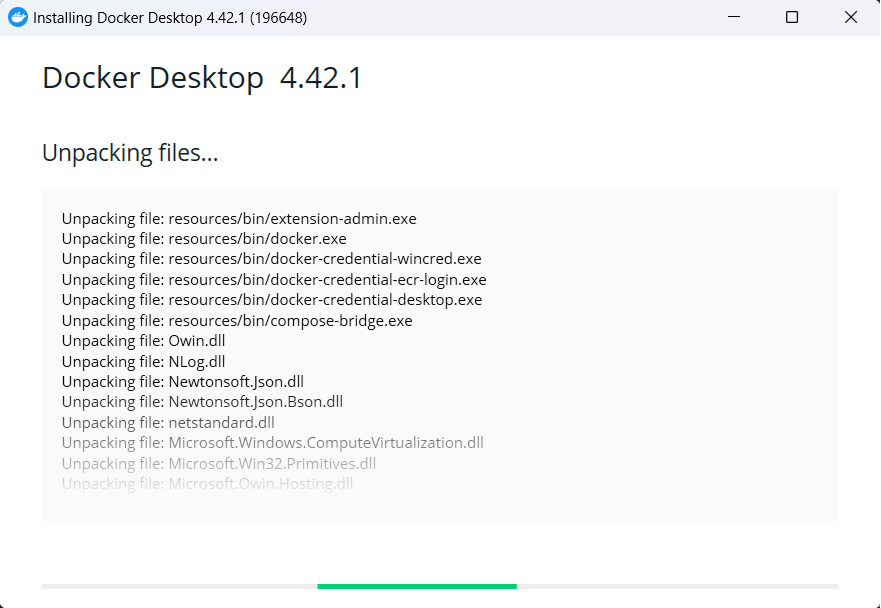 Installing Docker Desktop 4.42.1 (196648)
Docker Desktop 4.42.1
Unpacking files...
Unpacking file: resources/bin/extension-admin.exe
Unpacking file: resources/bin/docker.exe
Unpacking file: resources/bin/docker-credential-wincred.exe
Unpacking file: resources/bin/docker-credential-ecr-login.exe
Unpacking file: resources/bin/docker-credential-desktop.exe
Unpacking file: resources/bin/compose-bridge.exe
Unpacking file: Owin.dll
Unpacking file: NLog.dll
Unpacking file: Newtonsoft.Json.dll
Unpacking file: Newtonsoft.Json.Bson.dll
Unpacking file: netstandard.dll
Unpacking file: Microsoft.Windows.ComputeVirtualization.dll
Unpacking file: Microsoft.Win32.Primitives.dll
Unpacking file: Microsoft.Owin.Hosting.dll